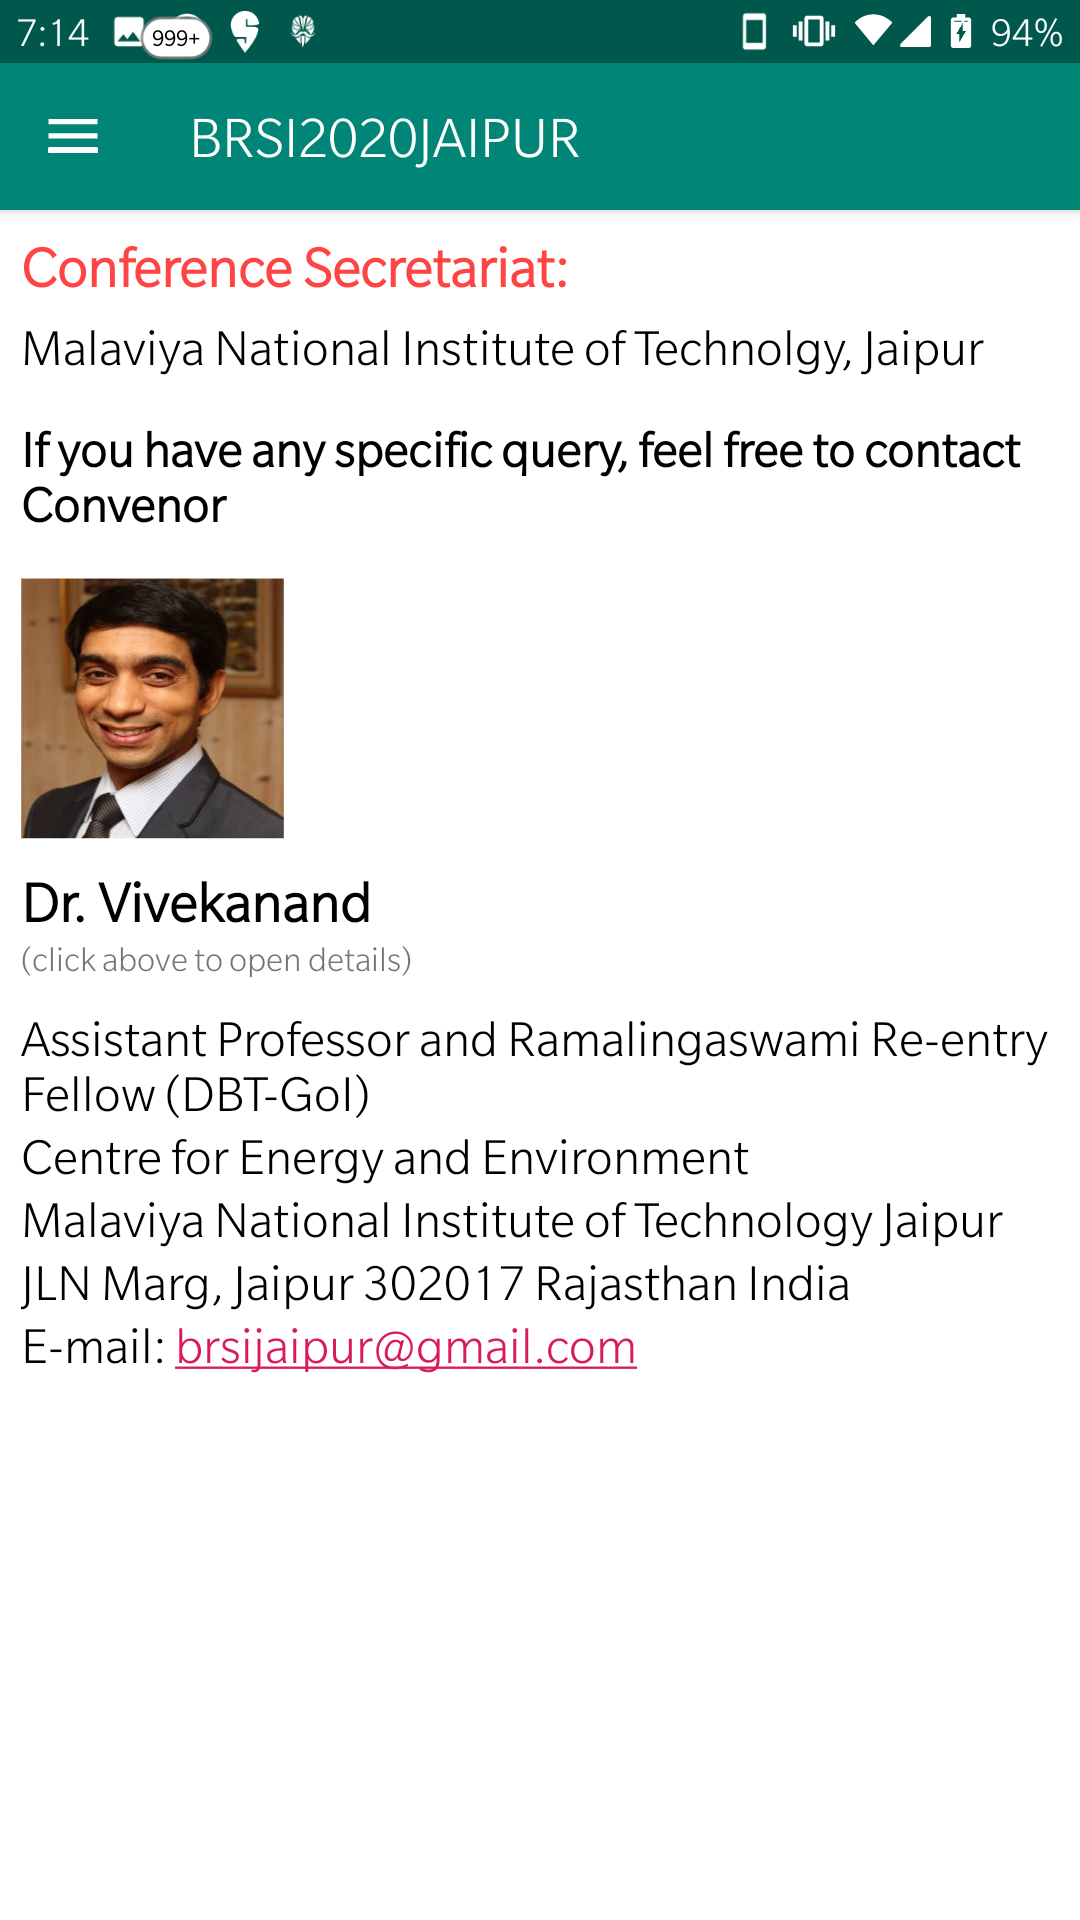 7:14 999+ 94%
BRSI2020JAIPUR
Conference Secretariat:
Malaviya National Institute of Technolgy, Jaipur
If you have any specific query, feel free to contact
Convenor
Dr. Vivekanand
(click above to open details)
Assistant Professor and Ramalingaswami Re-entry
Fellow (DBT-GoI)
Centre for Energy and Environment
Malaviya National Institute of Technology Jaipur
JLN Marg, Jaipur 302017 Rajasthan India
E-mail: brsijaipur@gmail.com